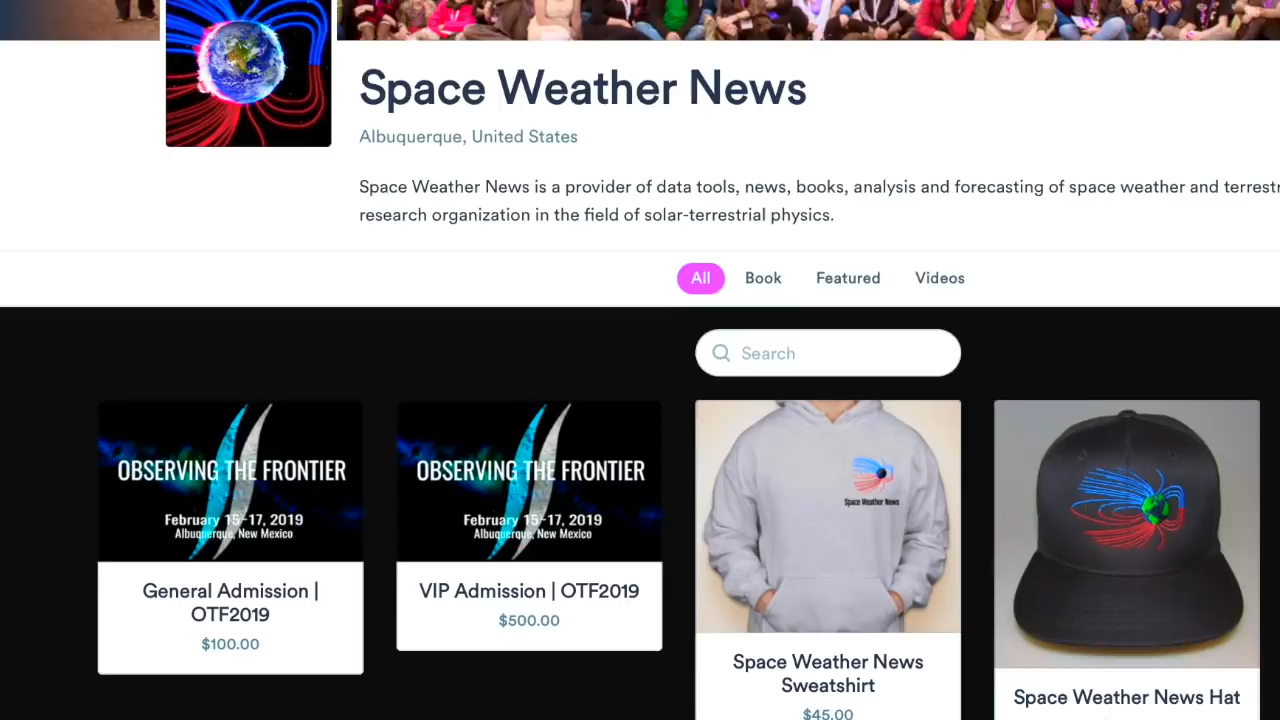 Space Weather News
Albuquerque, United States
Space Weather News is a provider of data tools, news, books, analysis and forecasting of space weather and
research organization in the field of solar-terrestrial physics.
All Book Featured Videos
Search
OBSERVING THE FRONTIER
February 15-17, 2019
Albuquerque, New Mexico
General Admission |
OTF2019
$100.00
OBSERVING THE FRONTIER
February 15-17, 2019
Albuquerque, New Mexico
VIP Admission | OTF2019
$500.00
Space Weather News
Space Weather News
Sweatshirt
$45.00
Space Weather News Hat